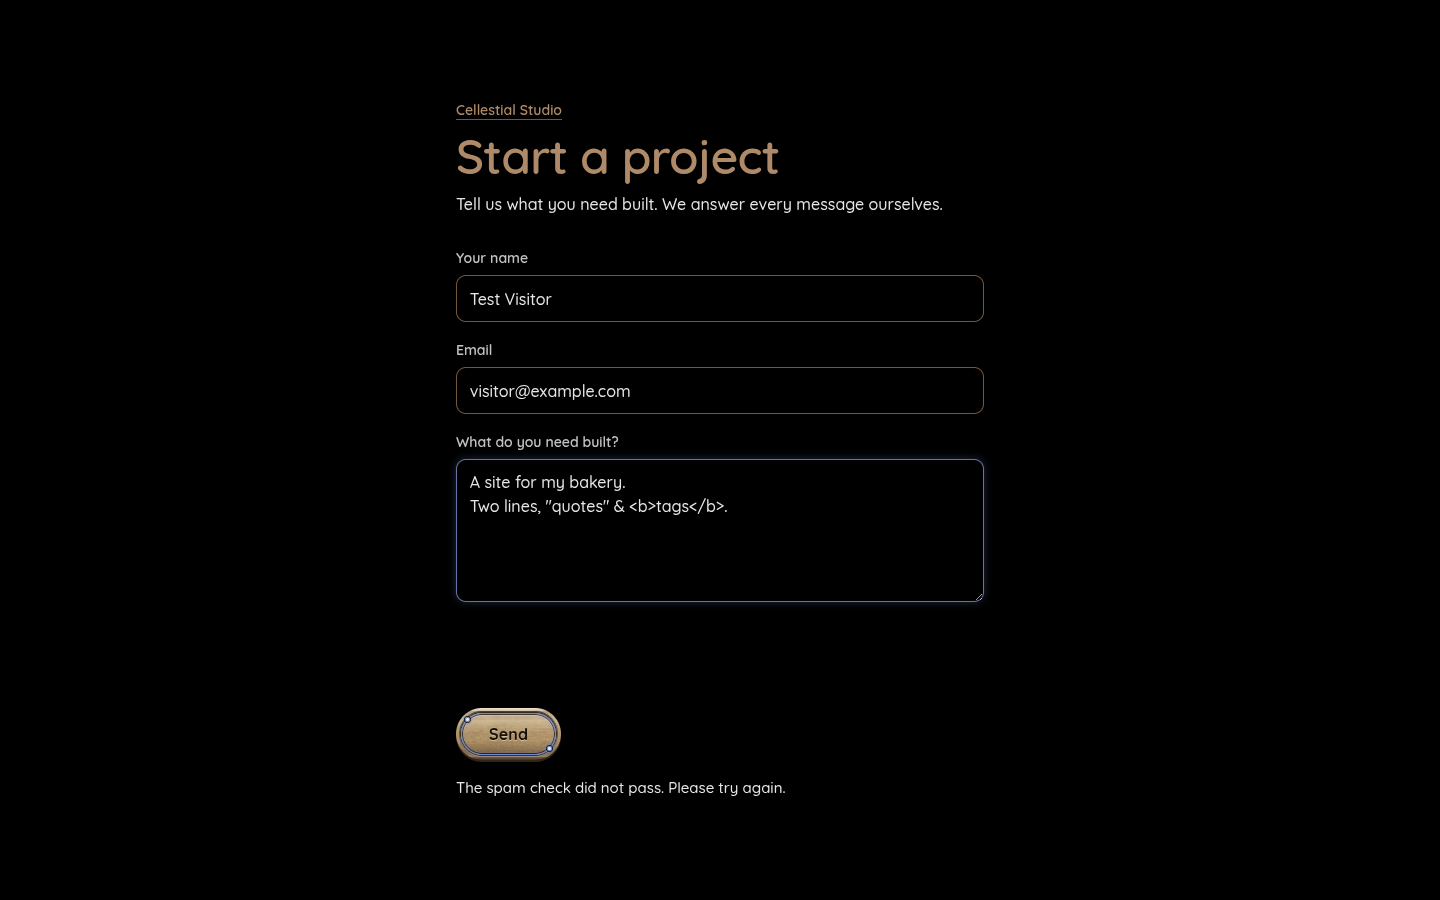 Cellestial Studio
Start a project
Tell us what you need built. We answer every message ourselves.
Your name
Test Visitor
Email
visitor@example.com
What do you need built?
A site for my bakery.
Two lines, "quotes" & <b>tags</b>.
Send
The spam check did not pass. Please try again.